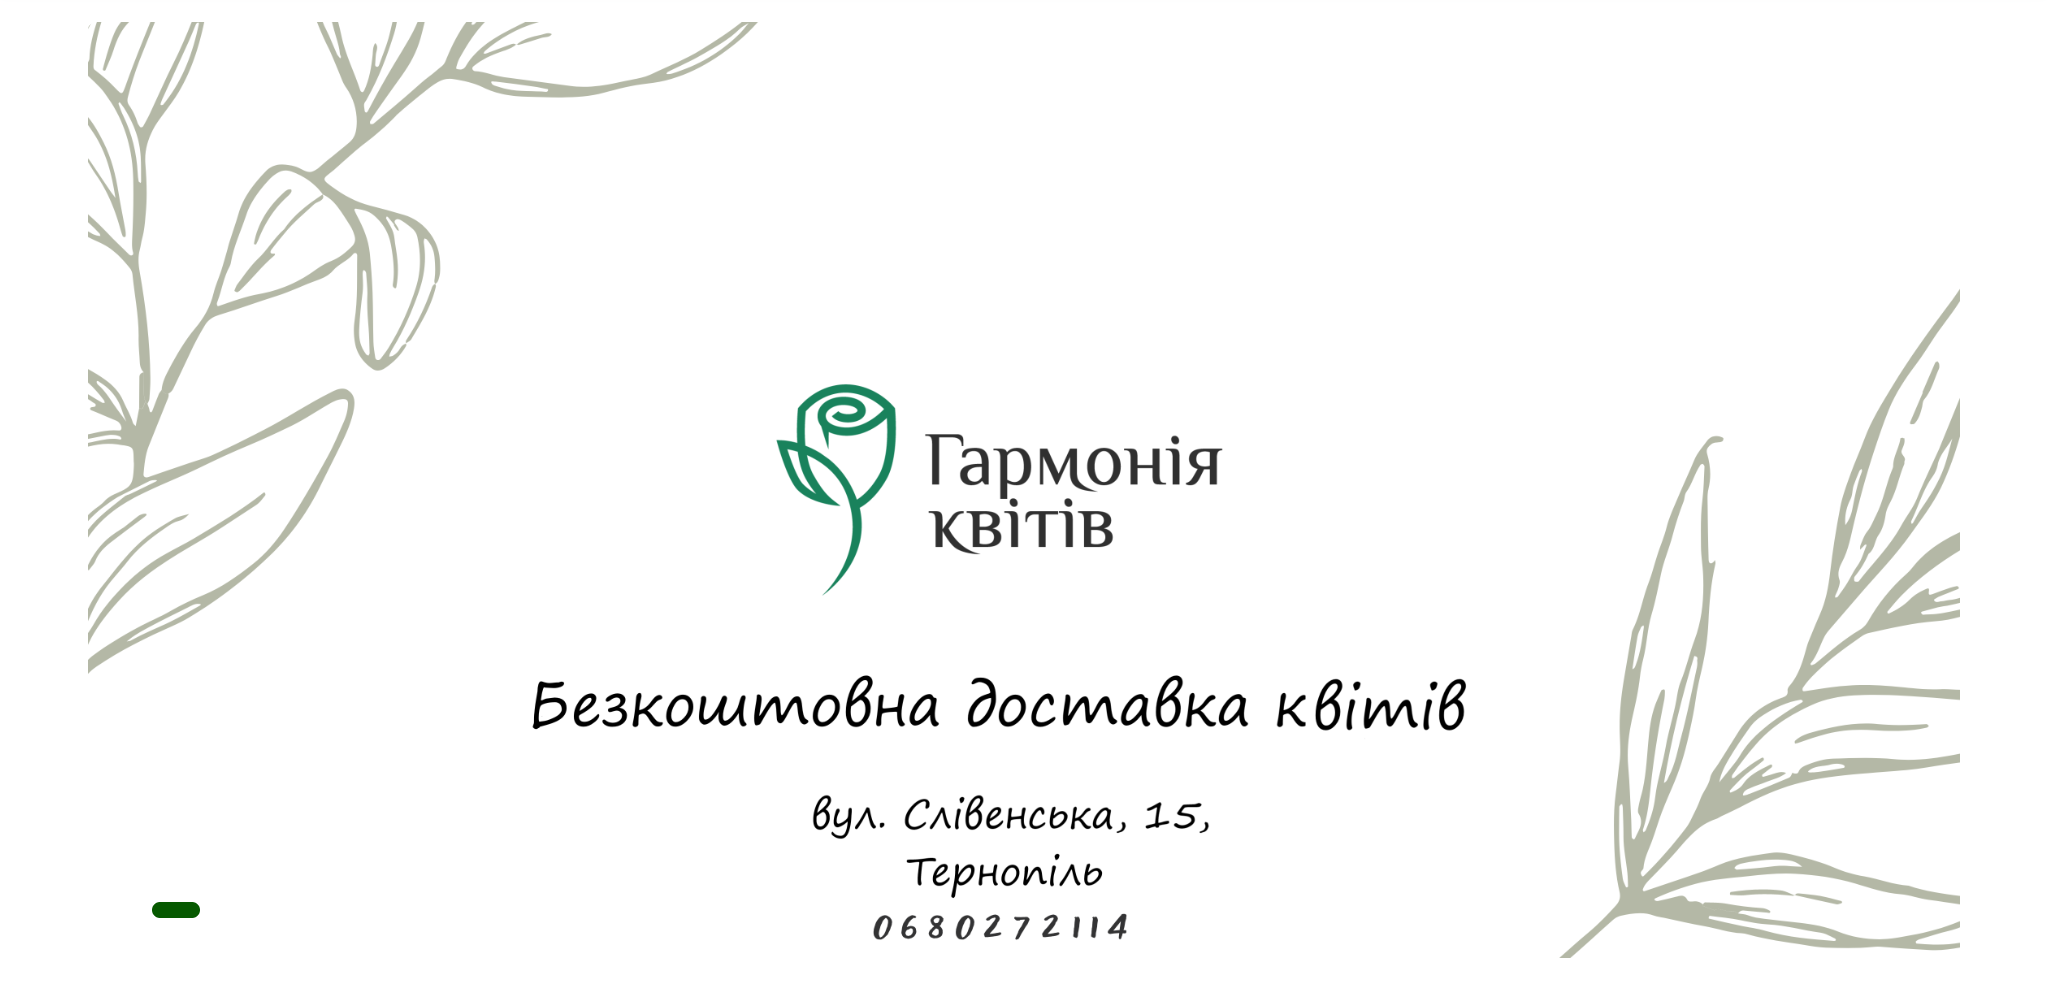 Гармонія
квітів
Безкоштовна доставка квітів
вул. Слівенська, 15,
Тернопіль
0680272114